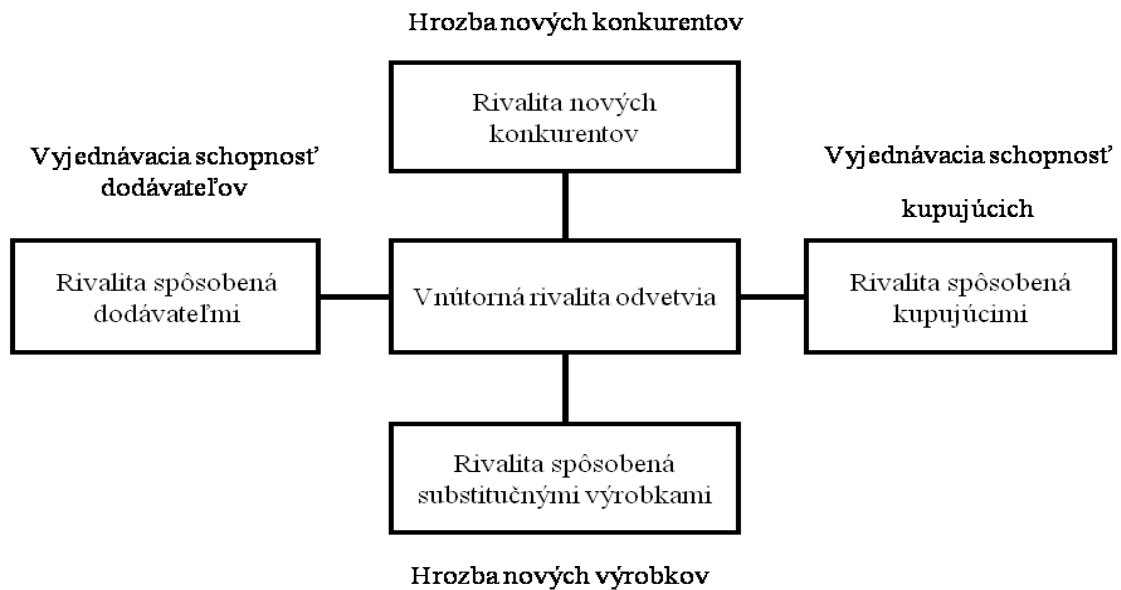 Hrozba nových konkurentov
Rivalita nových
konkurentov
Vyjednávacia schopnosť
dodávateľov
Vyjednávacia schopnosť
kupujúcich
Rivalita spôsobená
dodávateľmi
Vnútorná rivalita odvetvia
Rivalita spôsobená
kupujúcimi
Rivalita spôsobená
substitučnými výrobkami
Hrozba nových výrobkov